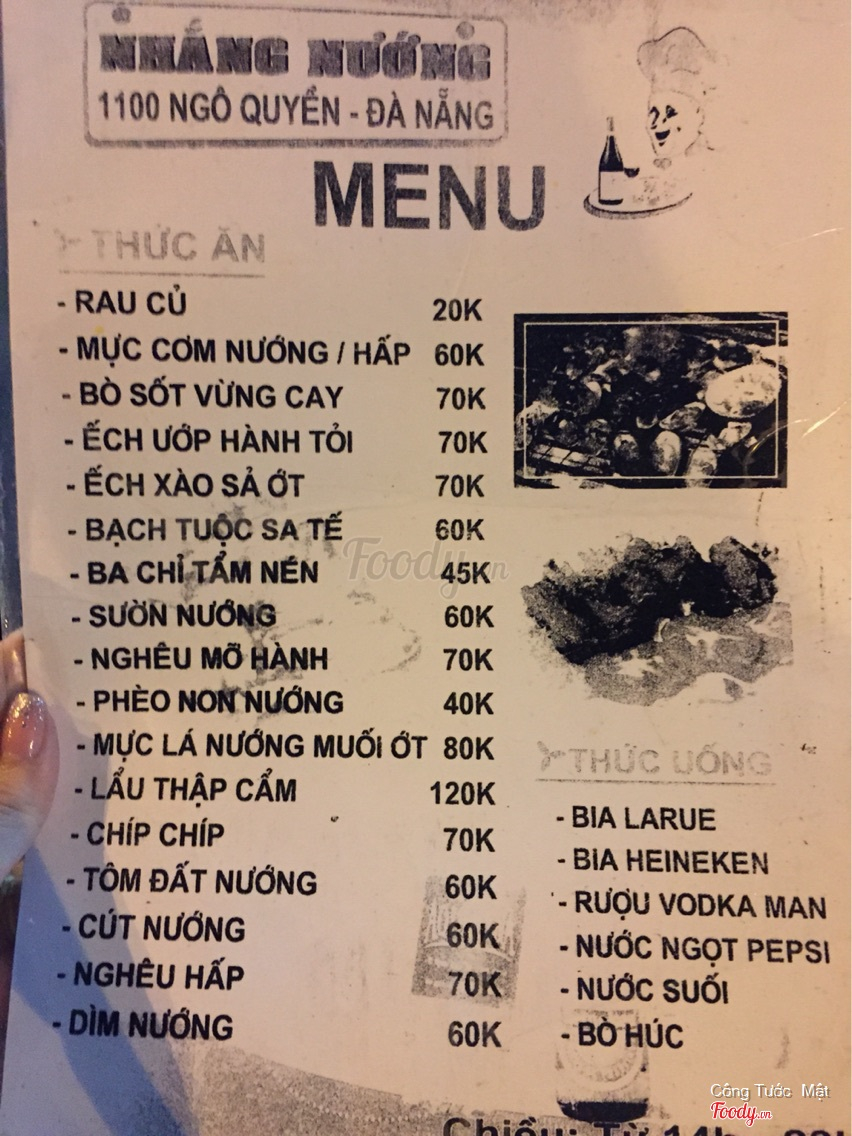 NHẮNG NƯỚNG
1100 NGÔ QUYỀN - ĐÀ NẴNG
MENU
THỨC ĂN
- RAU CỦ 20K
- MỰC CƠM NƯỚNG / HẤP 60K
- BÒ SỐT VỪNG CAY 70K
- ẾCH ƯỚP HÀNH TỎI 70K
- ẾCH XÀO SẢ ỚT 70K
- BẠCH TUỘC SA TẾ 60K
- BA CHỈ TẨM NÉN 45K
- SƯỜN NƯỚNG 60K
- NGHÊU MỠ HÀNH 70K
- PHÈO NON NƯỚNG 40K
- MỰC LÁ NƯỚNG MUỐI ỚT 80K
- LẨU THẬP CẨM 120K
- CHÍP CHÍP 70K
- TÔM ĐẤT NƯỚNG 60K
- CÚT NƯỚNG 60K
- NGHÊU HẤP 70K
- DÌM NƯỚNG 60K
THỨC UỐNG
- BIA LARUE
- BIA HEINEKEN
- RƯỢU VODKA MAN
- NƯỚC NGỌT PEPSI
- NƯỚC SUỐI
- BÒ HÚC
Chiều: Từ 14h
Foody.vn
Công Tước Mật
Foody.vn